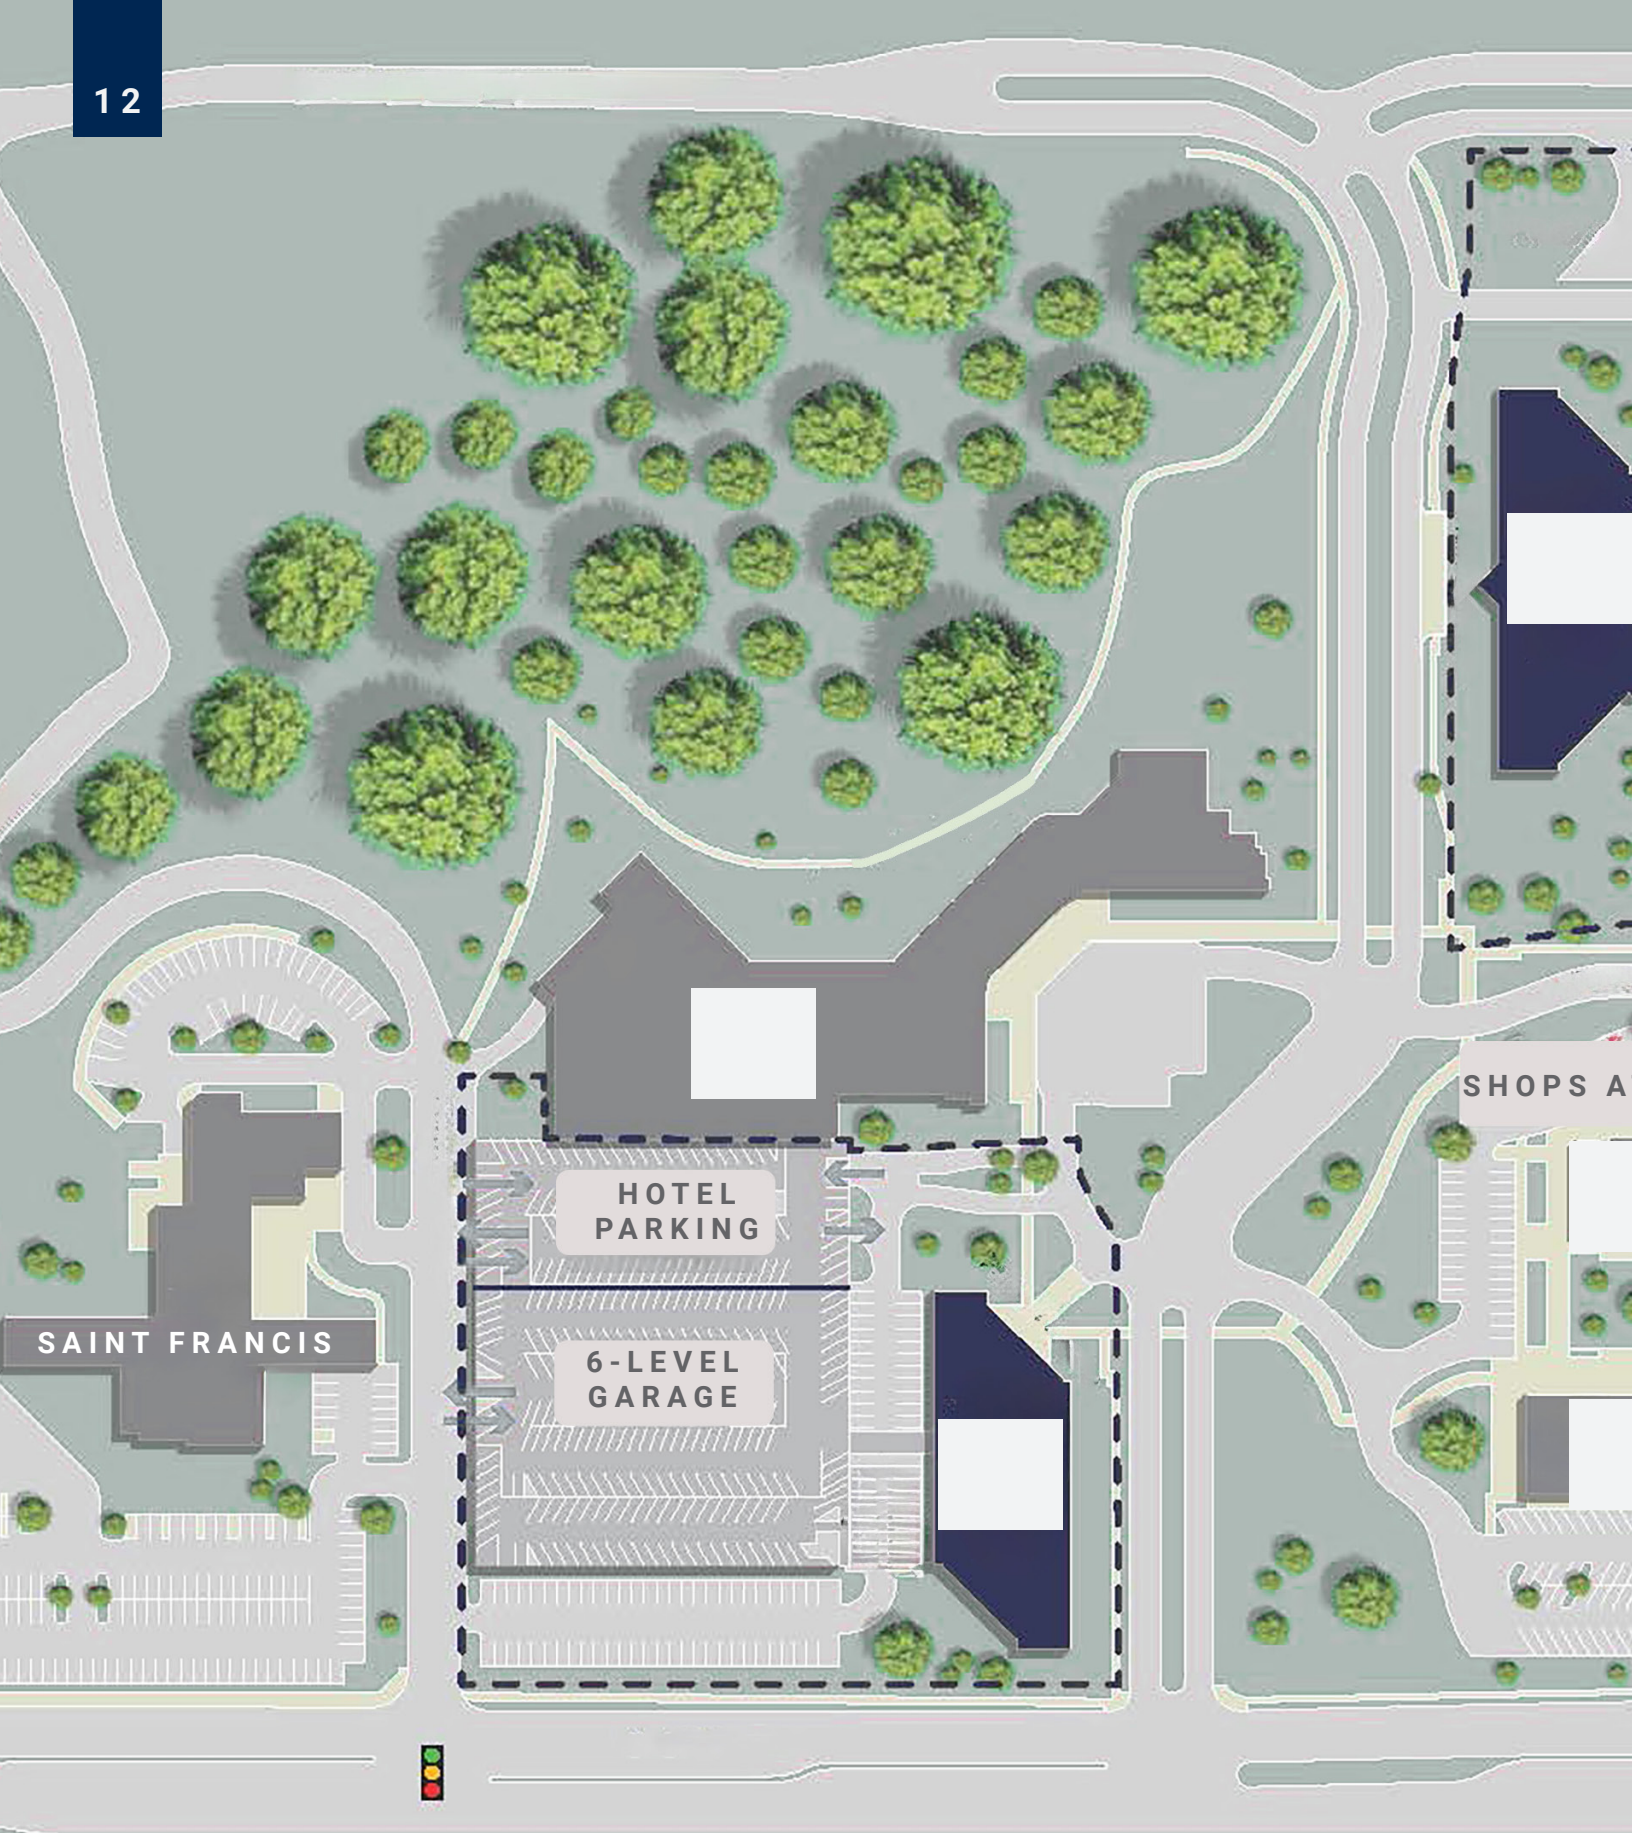 12
SHOPS A
HOTEL
PARKING
SAINT FRANCIS
6-LEVEL
GARAGE